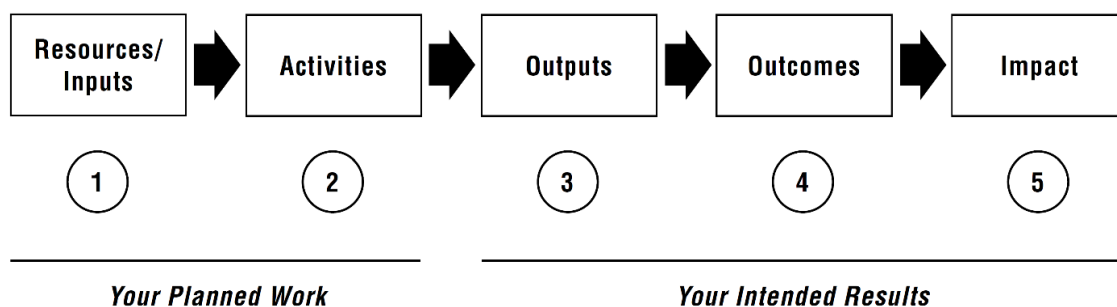 Resources/
Inputs
Activities
Outputs
Outcomes
Impact
1
2
3
4
5
Your Planned Work
Your Intended Results